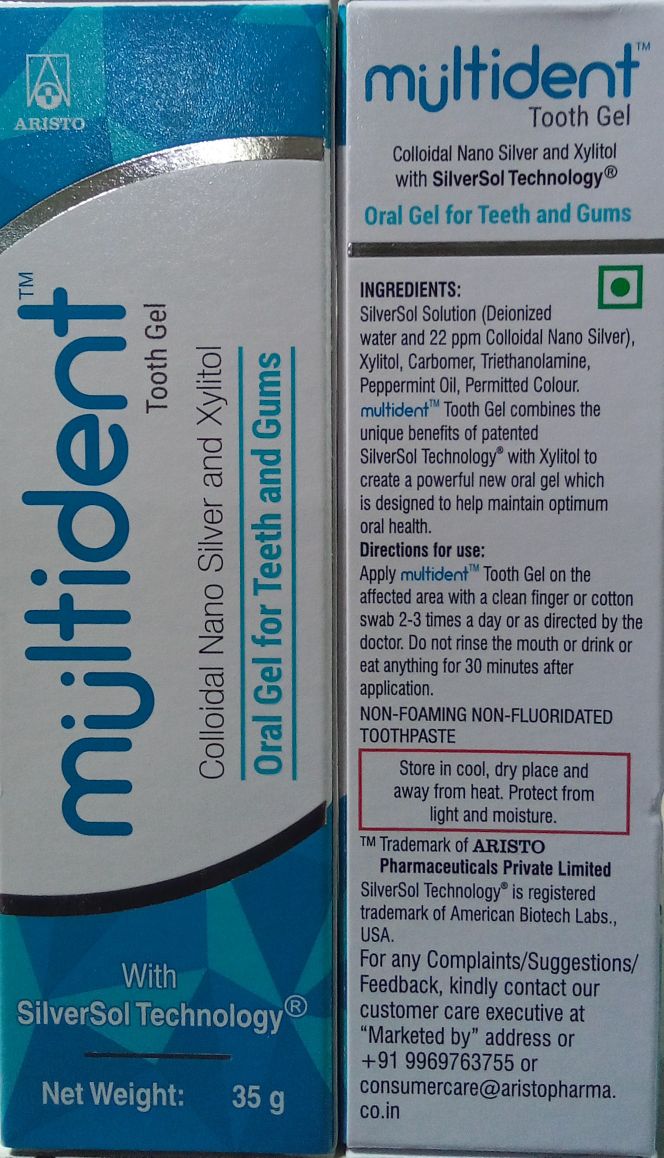 ARISTO
mültident™
Tooth Gel
Colloidal Nano Silver and Xylitol
Oral Gel for Teeth and Gums
With
SilverSol Technology®
Net Weight: 35 g
mültident™
Tooth Gel
Colloidal Nano Silver and Xylitol
with SilverSol Technology®
Oral Gel for Teeth and Gums
INGREDIENTS:
SilverSol Solution (Deionized
water and 22 ppm Colloidal Nano Silver),
Xylitol, Carbomer, Triethanolamine,
Peppermint Oil, Permitted Colour.
mültident™ Tooth Gel combines the
unique benefits of patented
SilverSol Technology® with Xylitol to
create a powerful new oral gel which
is designed to help maintain optimum
oral health.
Directions for use:
Apply mültident™ Tooth Gel on the
affected area with a clean finger or cotton
swab 2-3 times a day or as directed by the
doctor. Do not rinse the mouth or drink or
eat anything for 30 minutes after
application.
NON-FOAMING NON-FLUORIDATED
TOOTHPASTE
Store in cool, dry place and
away from heat. Protect from
light and moisture.
™ Trademark of ARISTO
Pharmaceuticals Private Limited
SilverSol Technology® is registered
trademark of American Biotech Labs.,
USA.
For any Complaints/Suggestions/
Feedback, kindly contact our
customer care executive at
“Marketed by” address or
+91 9969763755 or
consumercare@aristopharma.
co.in